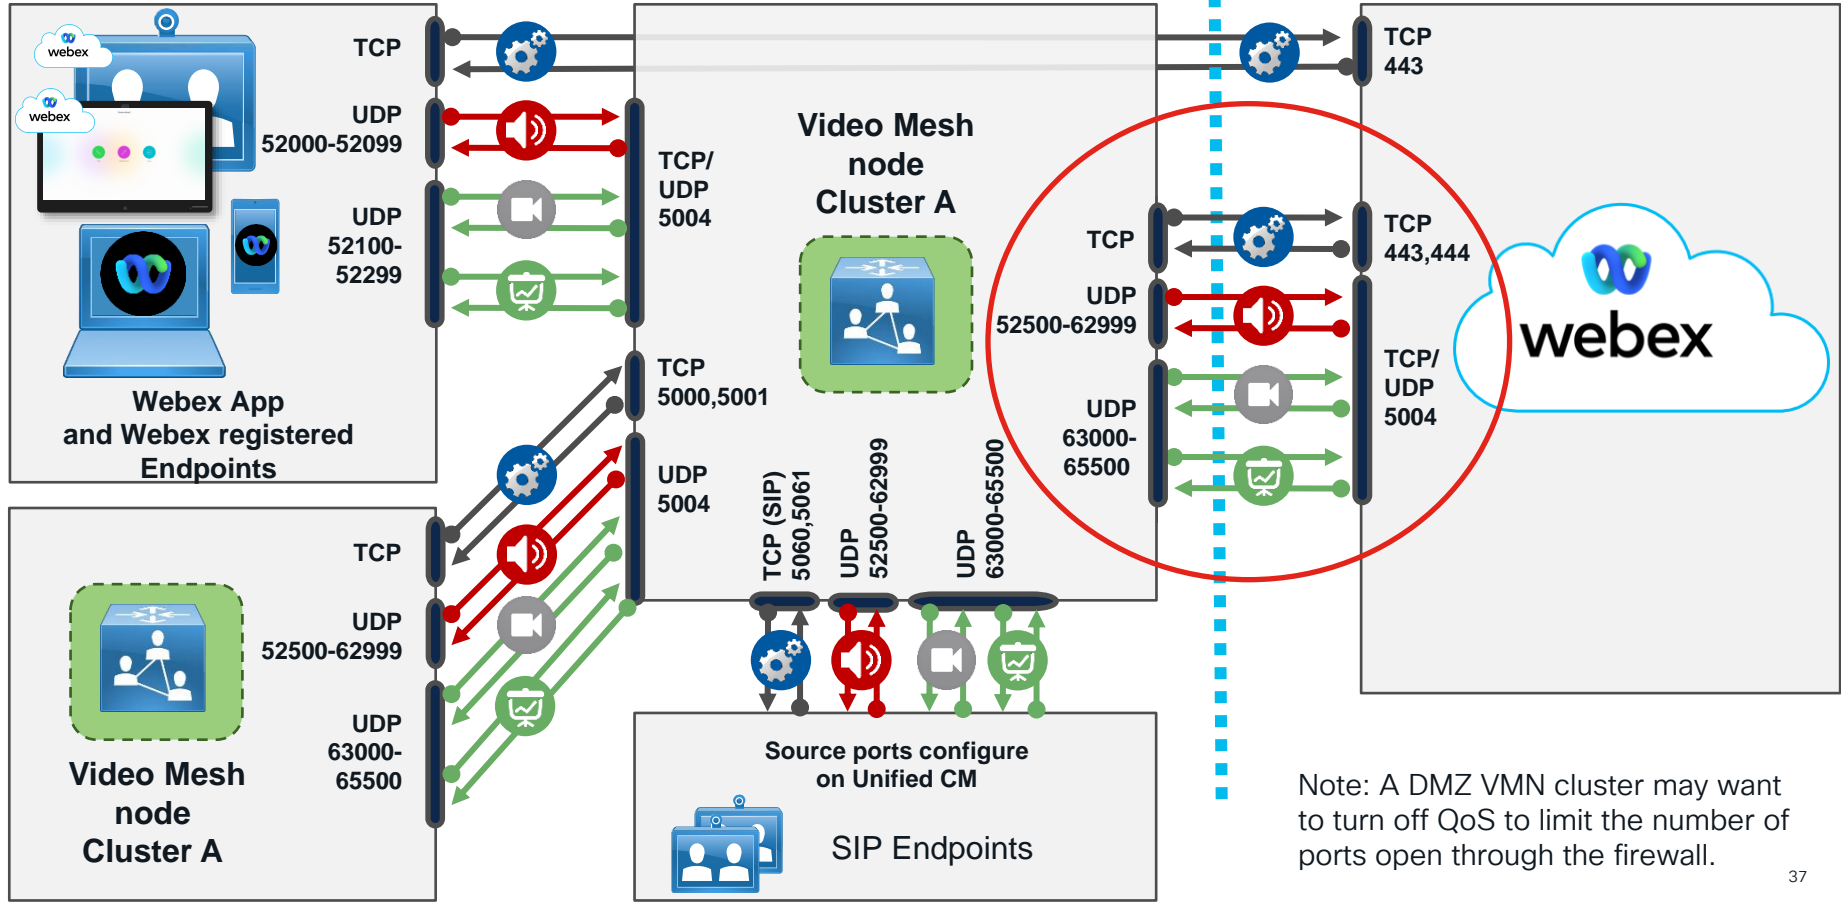 webex
webex
TCP
UDP
52000-52099
UDP
52100-
52299
Webex App
and Webex registered
Endpoints
TCP/
UDP
5004
TCP
5000,5001
UDP
5004
Video Mesh
node
Cluster A
TCP
UDP
52500-62999
UDP
63000-
65500
TCP (SIP)
5060,5061
UDP
52500-62999
UDP
63000-65500
TCP
443
TCP
443,444
TCP/
UDP
5004
webex
Video Mesh
node
Cluster A
TCP
UDP
52500-62999
UDP
63000-
65500
Source ports configure
on Unified CM
SIP Endpoints
Note: A DMZ VMN cluster may want
to turn off QoS to limit the number of
ports open through the firewall.
37